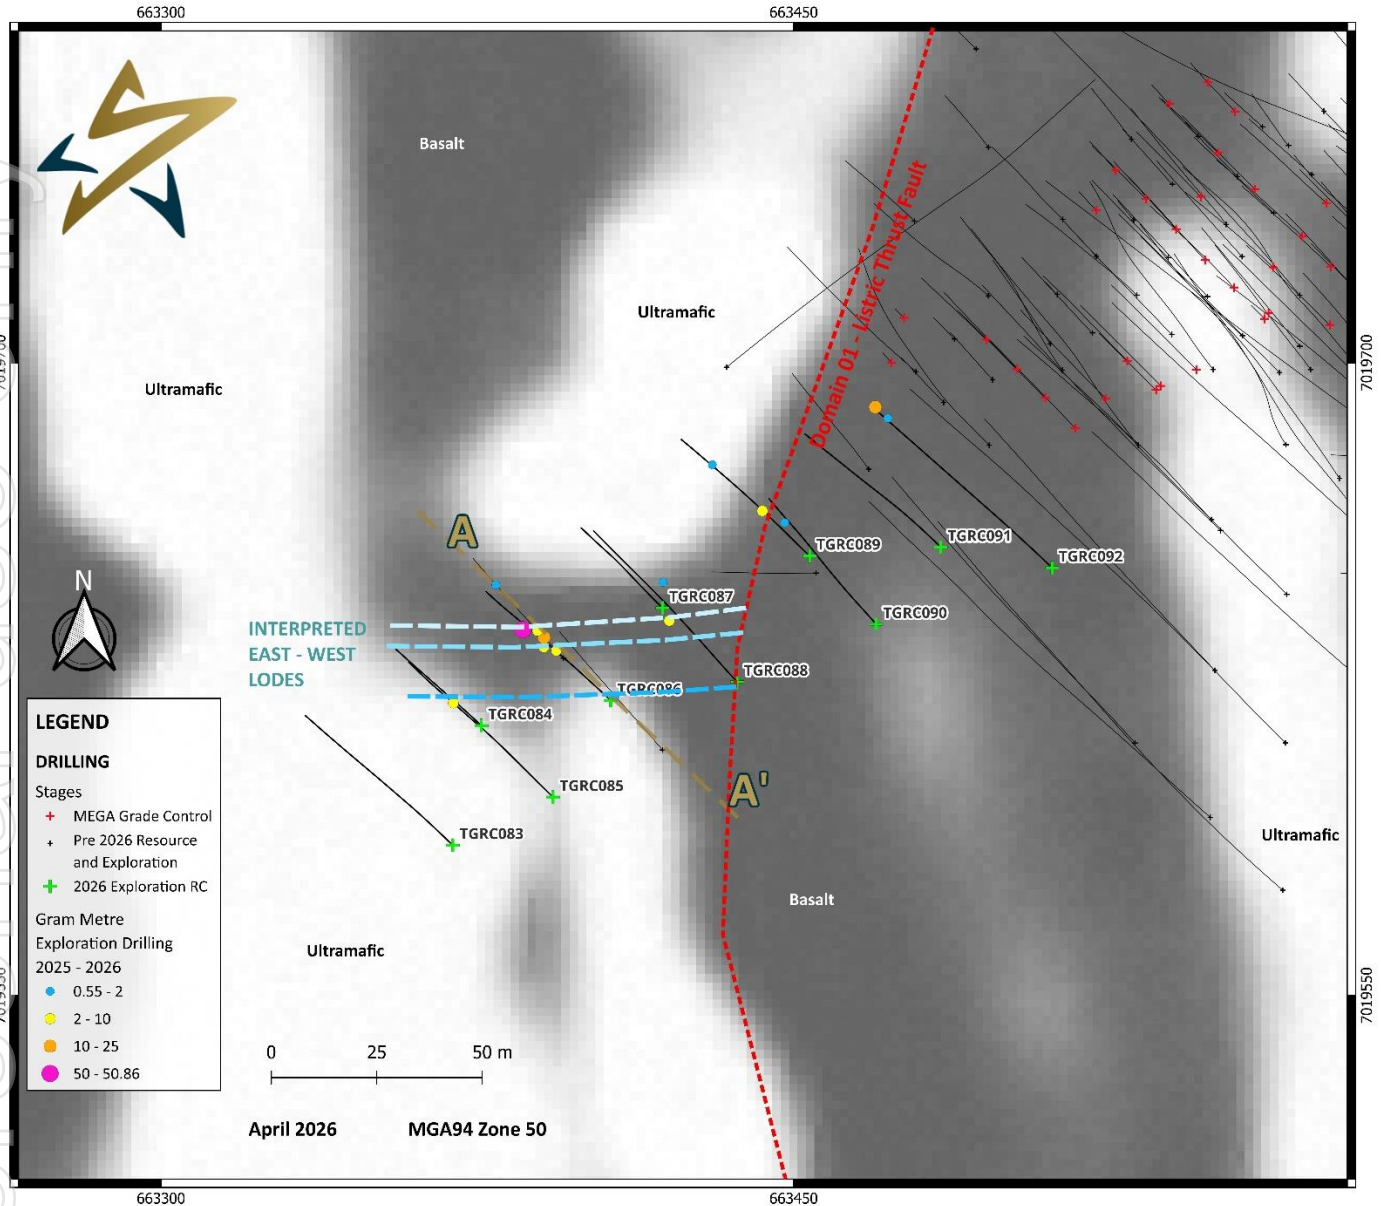 663300
663450
Basalt
Ultramafic
Ultramafic
Domain 01 - Listric Thrust Fault
7019700
7019700
A
TGRC089
TGRC091
TGRC092
TGRC087
TGRC090
N
INTERPRETED
EAST - WEST
LODES
TGRC088
TGRC086
TGRC084
TGRC085
A'
TGRC083
Ultramafic
Basalt
Ultramafic
LEGEND
DRILLING
Stages
MEGA Grade Control
Pre 2026 Resource
and Exploration
2026 Exploration RC
Gram Metre
Exploration Drilling
2025 - 2026
0.55 - 2
2 - 10
10 - 25
50 - 50.86
7019550
7019550
0 25 50 m
April 2026 MGA94 Zone 50
663300
663450